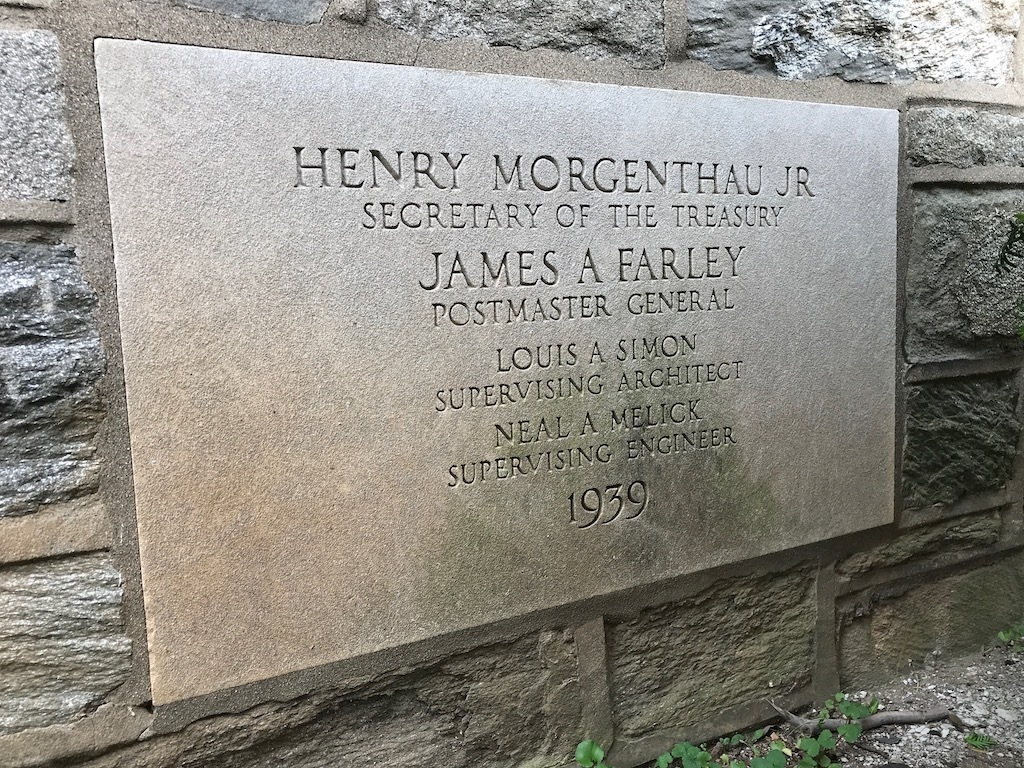 HENRY MORGENTHAU JR
SECRETARY OF THE TREASURY
JAMES A FARLEY
POSTMASTER GENERAL
LOUIS A SIMON
SUPERVISING ARCHITECT
NEAL A MELICK
SUPERVISING ENGINEER
1939